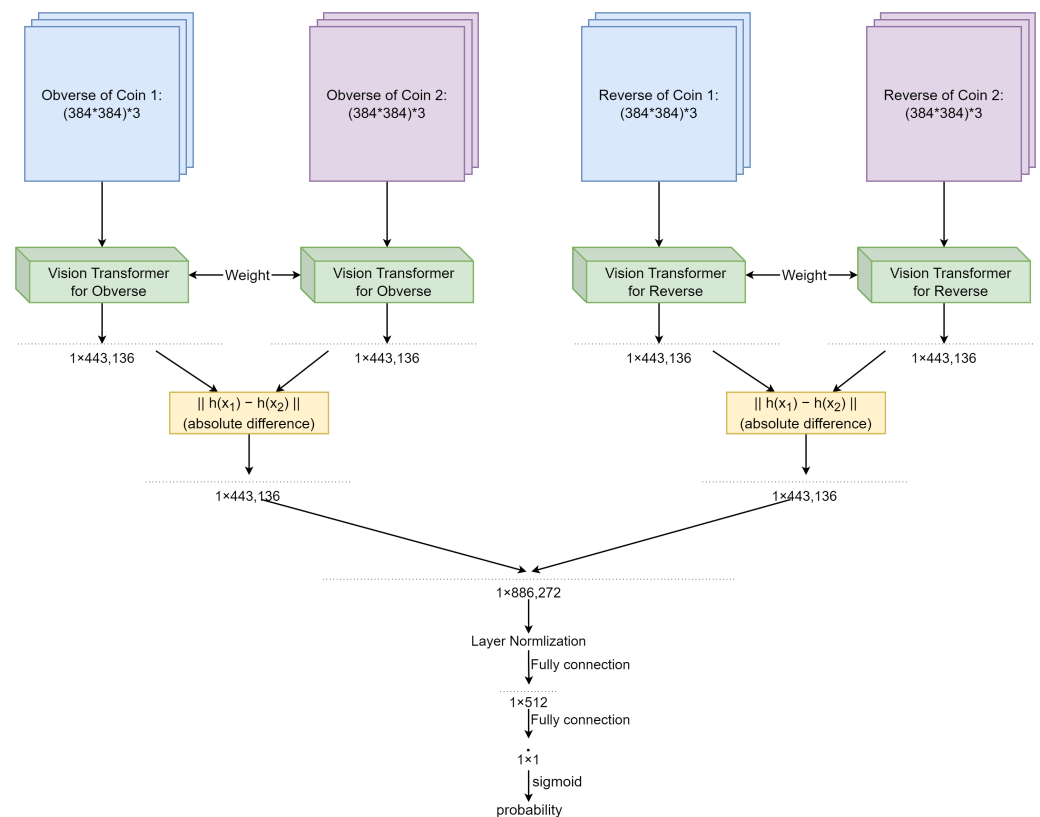 Obverse of Coin 1:
(384*384)*3
Obverse of Coin 2:
(384*384)*3
Reverse of Coin 1:
(384*384)*3
Reverse of Coin 2:
(384*384)*3
Vision Transformer
for Obverse
Weight
Vision Transformer
for Obverse
Vision Transformer
for Reverse
Weight
Vision Transformer
for Reverse
1×443,136
1×443,136
1×443,136
1×443,136
|| h(x₁) − h(x₂) ||
(absolute difference)
|| h(x₁) − h(x₂) ||
(absolute difference)
1×443,136
1×443,136
1×886,272
Layer Normlization
Fully connection
1×512
Fully connection
1×1
sigmoid
probability